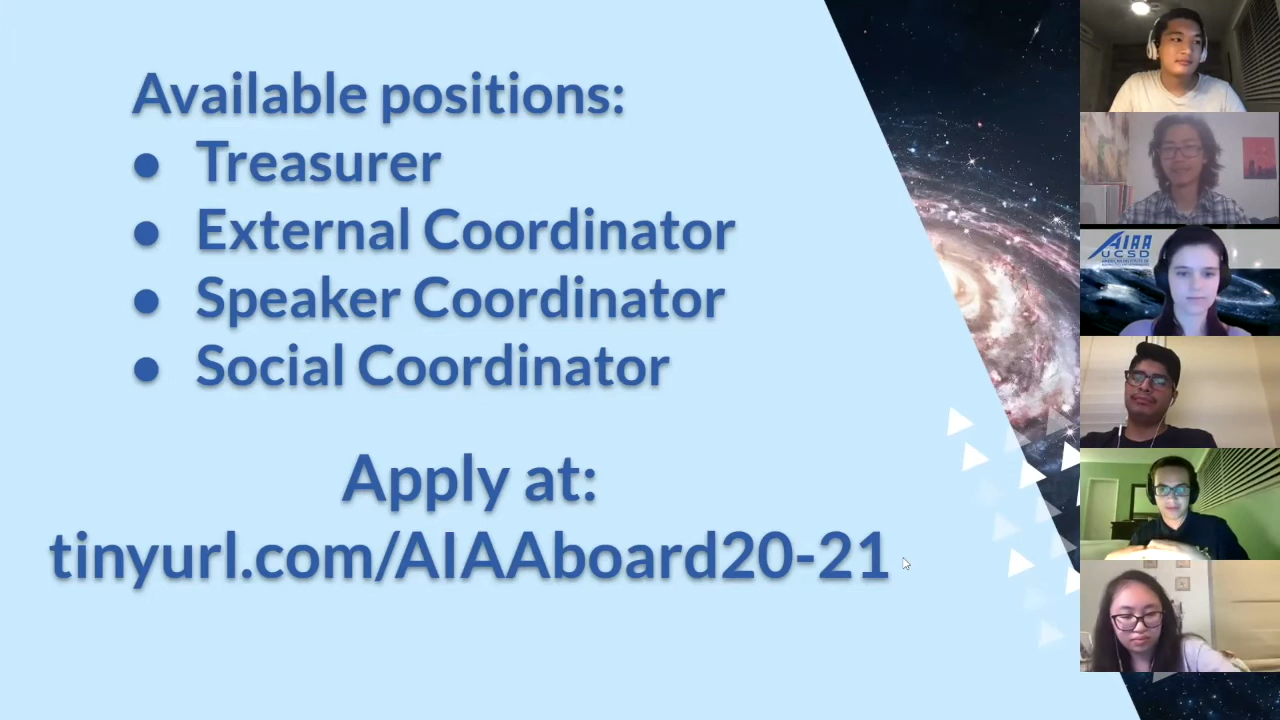 Available positions:
● Treasurer
● External Coordinator
● Speaker Coordinator
● Social Coordinator
Apply at:
tinyurl.com/AIAAboard20-21
AIAA
UCSD